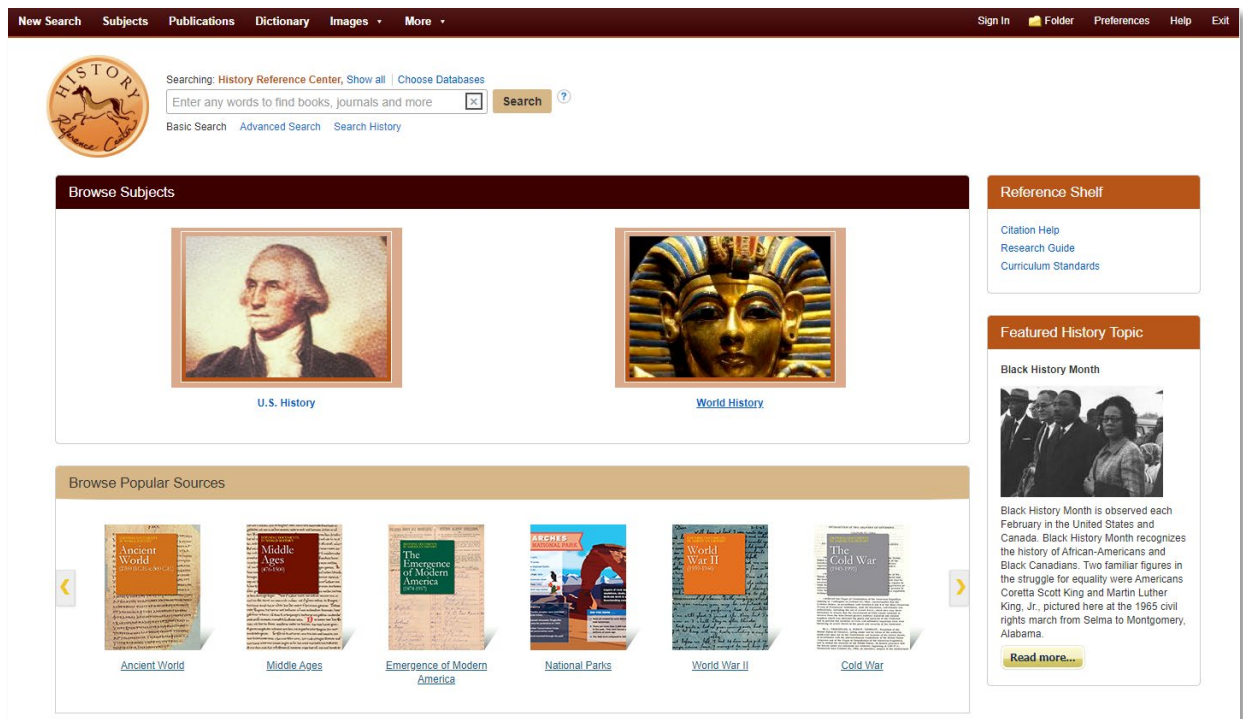 New Search Subjects Publications Dictionary Images More Sign In Folder Preferences Help Exit
HISTORY
Reference Center
Searching: History Reference Center, Show all | Choose Databases
Enter any words to find books, journals and more Search ?
Basic Search Advanced Search Search History
Browse Subjects
U.S. History World History
Browse Popular Sources
Ancient
World
Middle
Ages
The
Emergence
of Modern
America
ARCHES
NATIONAL PARK
World
War II
The
Cold War
Ancient World Middle Ages Emergence of Modern
America National Parks World War II Cold War
Reference Shelf
Citation Help
Research Guide
Curriculum Standards
Featured History Topic
Black History Month
Black History Month is observed each
February in the United States and
Canada. Black History Month recognizes
the history of African-Americans and
Black Canadians. Two familiar figures in
the struggle for equality were Americans
Coretta Scott King and Martin Luther
King, Jr., pictured here at the 1965 civil
rights march from Selma to Montgomery,
Alabama.
Read more...